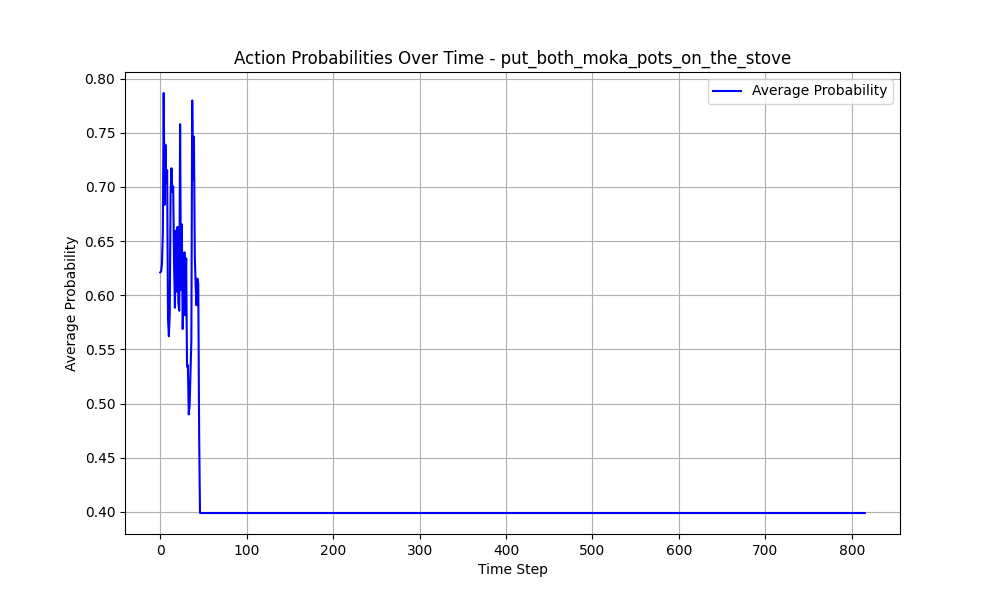 Action Probabilities Over Time - put_both_moka_pots_on_the_stove
Average Probability
0.80
0.75
0.70
0.65
0.60
0.55
0.50
0.45
0.40
Average Probability
0 100 200 300 400 500 600 700 800
Time Step